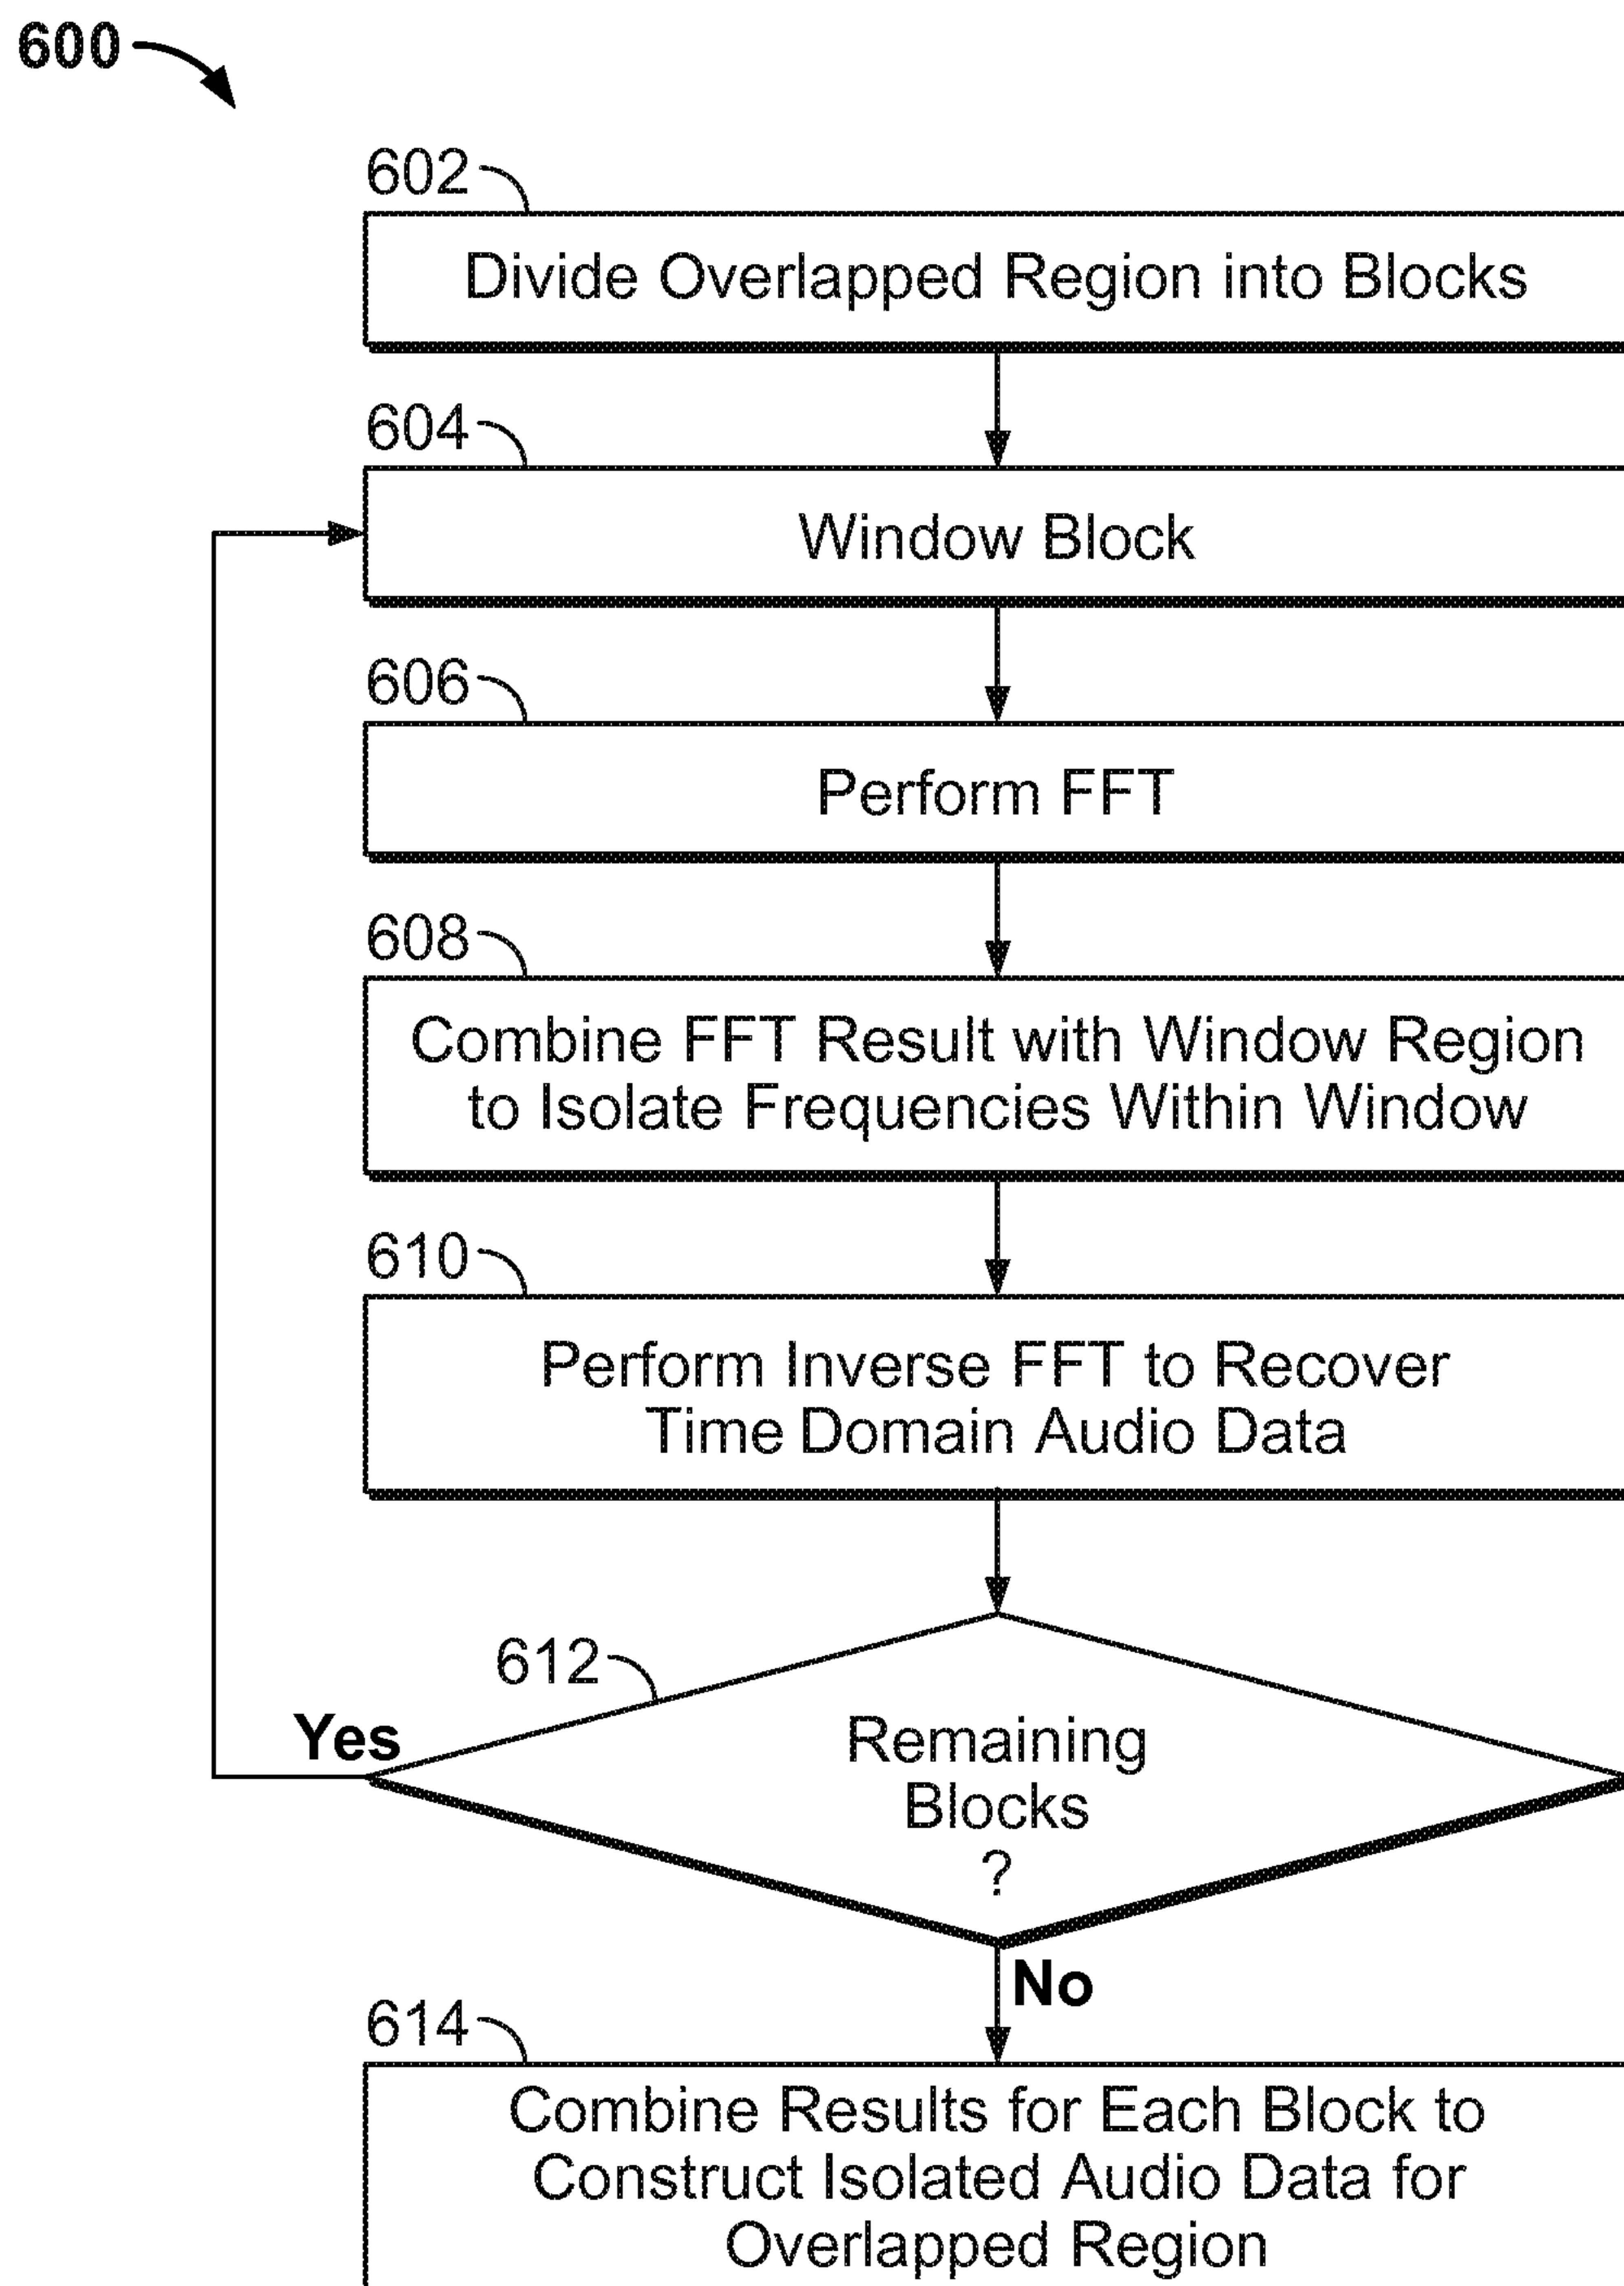 600
602
Divide Overlapped Region into Blocks
604
Window Block
606
Perform FFT
608
Combine FFT Result with Window Region
to Isolate Frequencies Within Window
610
Perform Inverse FFT to Recover
Time Domain Audio Data
612
Yes
Remaining
Blocks
?
No
614
Combine Results for Each Block to
Construct Isolated Audio Data for
Overlapped Region